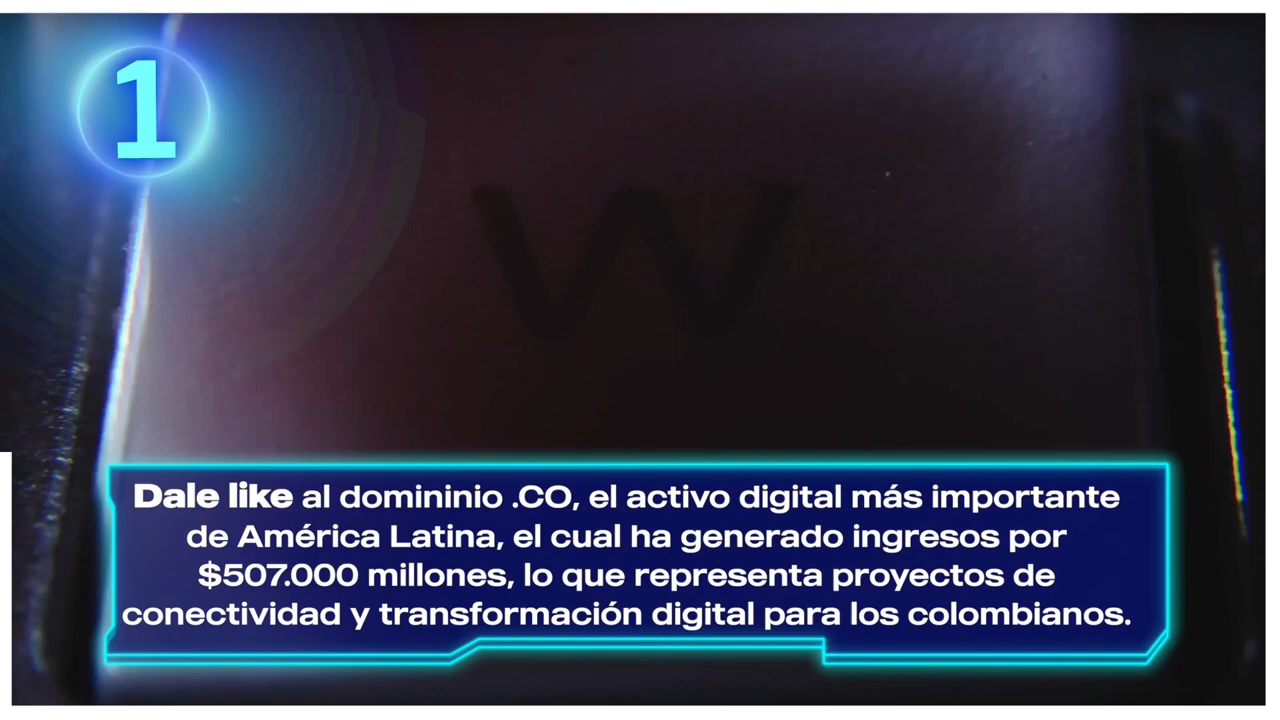 1
W
Dale like al domininio .CO, el activo digital más importante
de América Latina, el cual ha generado ingresos por
$507.000 millones, lo que representa proyectos de
conectividad y transformación digital para los colombianos.